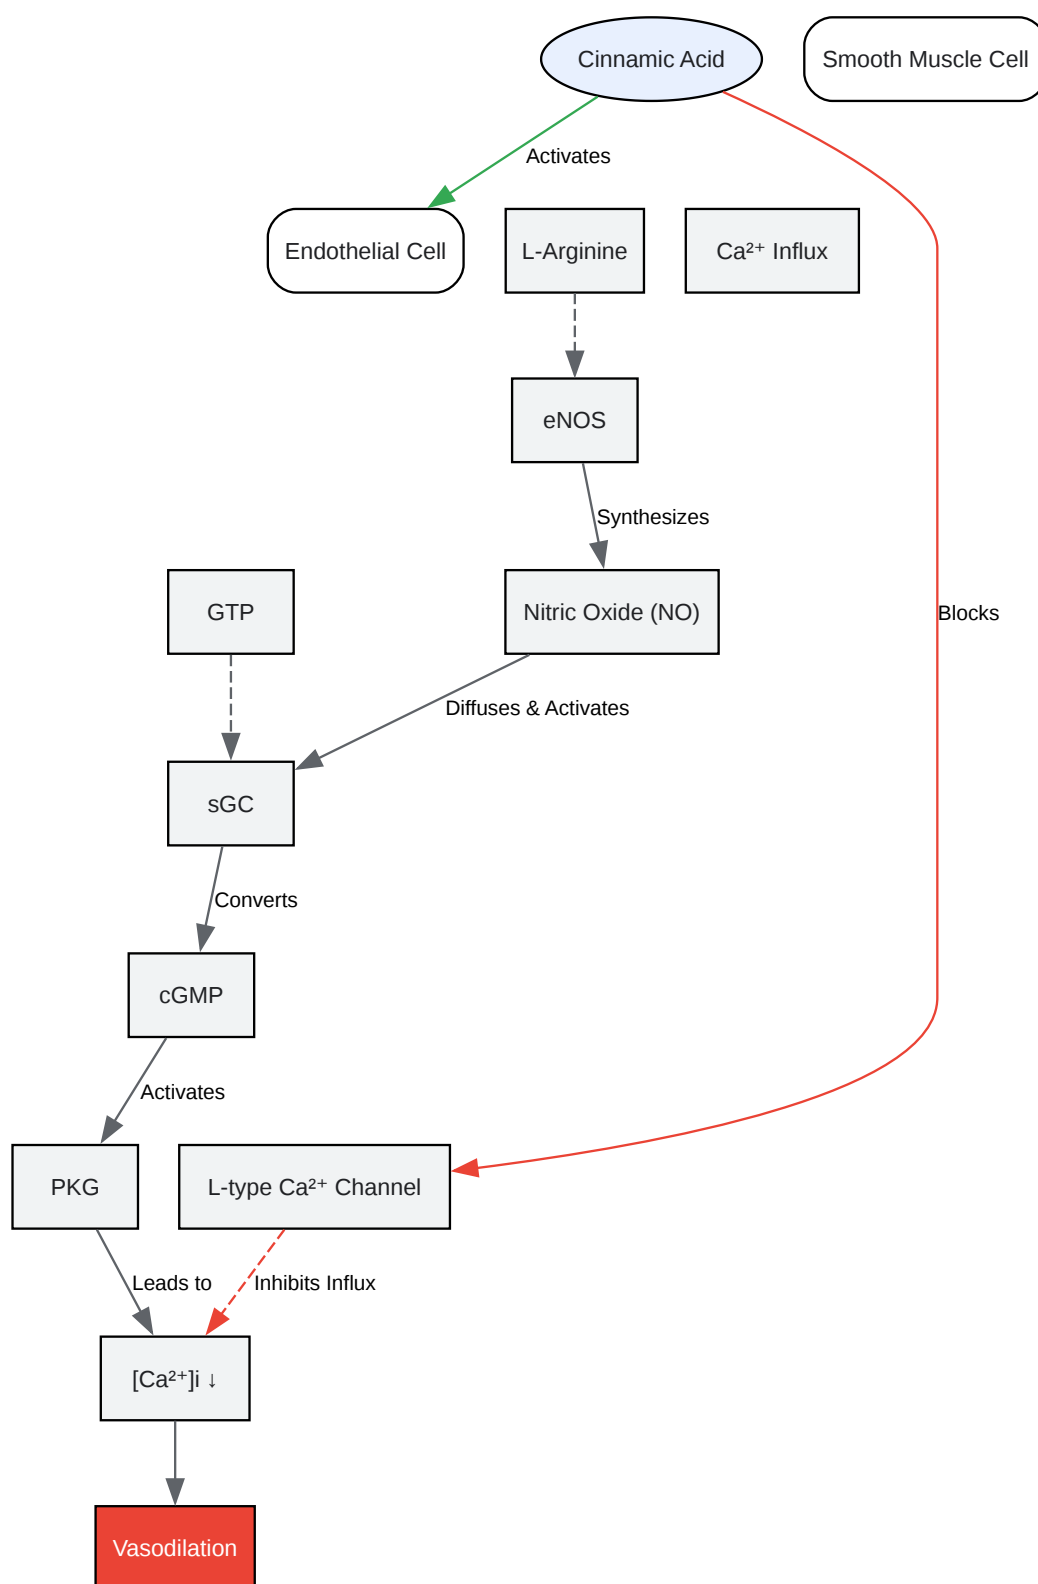 Cinnamic Acid
Smooth Muscle Cell
Activates
Endothelial Cell
L-Arginine
Ca²⁺ Influx
eNOS
Synthesizes
GTP
Nitric Oxide (NO)
Blocks
Diffuses & Activates
sGC
Converts
cGMP
Activates
PKG
L-type Ca²⁺ Channel
Leads to
Inhibits Influx
[Ca²⁺]i ↓
Vasodilation